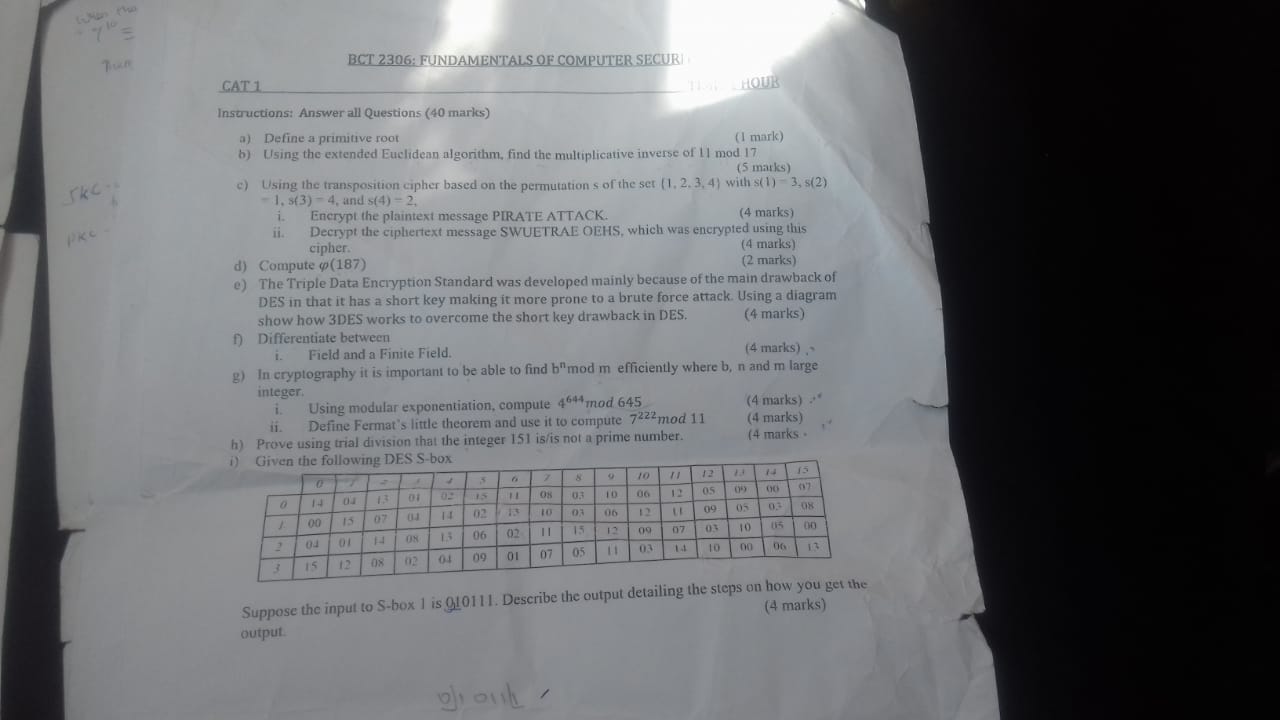 When the
7¹⁰ ≡
BCT 2306: FUNDAMENTALS OF COMPUTER SECURI
CAT 1 HOUR
Instructions: Answer all Questions (40 marks)
a) Define a primitive root (1 mark)
b) Using the extended Euclidean algorithm, find the multiplicative inverse of 11 mod 17
(5 marks)
c) Using the transposition cipher based on the permutation s of the set {1, 2, 3, 4} with s(1) = 3, s(2)
= 1, s(3) = 4, and s(4) = 2,
i. Encrypt the plaintext message PIRATE ATTACK. (4 marks)
ii. Decrypt the ciphertext message SWUETRAE OEHS, which was encrypted using this
cipher. (4 marks)
SKC -
PKC -
d) Compute φ(187) (2 marks)
e) The Triple Data Encryption Standard was developed mainly because of the main drawback of
DES in that it has a short key making it more prone to a brute force attack. Using a diagram
show how 3DES works to overcome the short key drawback in DES. (4 marks)
f) Differentiate between
i. Field and a Finite Field. (4 marks)
g) In cryptography it is important to be able to find bⁿmod m efficiently where b, n and m large
integer.
i. Using modular exponentiation, compute 4⁶⁴⁴mod 645 (4 marks)
ii. Define Fermat's little theorem and use it to compute 7²²²mod 11 (4 marks)
h) Prove using trial division that the integer 151 is/is not a prime number. (4 marks
i) Given the following DES S-box
0 1 2 3 4 5 6 7 8 9 10 11 12 13 14 15
0 14 04 13 01 02 15 11 08 03 10 06 12 05 09 00 07
1 00 15 07 04 14 02 13 10 03 06 12 11 09 05 03 08
2 04 01 14 08 13 06 02 11 15 12 09 07 03 10 05 00
3 15 12 08 02 04 09 01 07 05 11 03 14 10 00 06 13
Suppose the input to S-box 1 is 010111. Describe the output detailing the steps on how you get the
output. (4 marks)